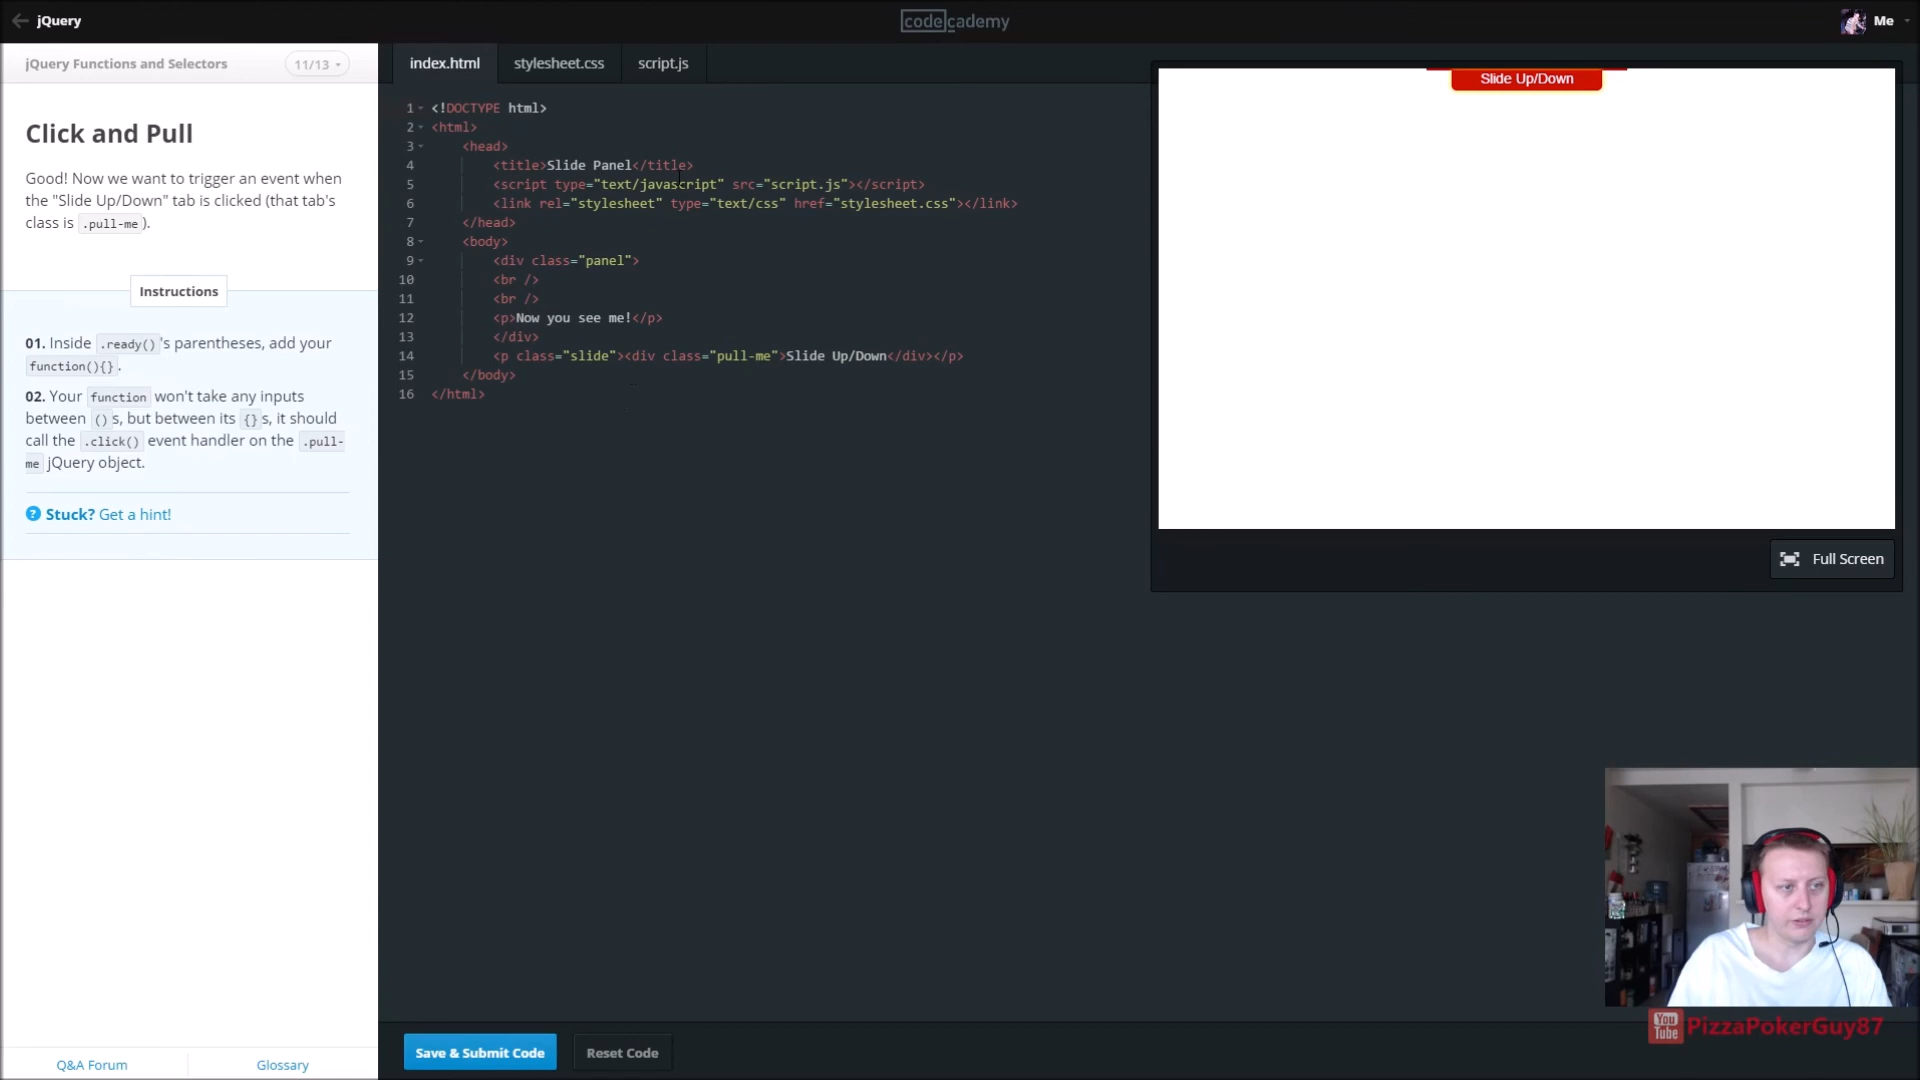 jQuery
codecademy
Me
jQuery Functions and Selectors
11/13
index.html
stylesheet.css
script.js
Click and Pull
Good! Now we want to trigger an event when
the "Slide Up/Down" tab is clicked (that tab's
class is .pull-me ).
Instructions
01. Inside .ready() 's parentheses, add your
function(){} .
02. Your function won't take any inputs
between () s, but between its {} s, it should
call the .click() event handler on the .pull-
me jQuery object.
? Stuck? Get a hint!
Q&A Forum
Glossary
1 <!DOCTYPE html>
2 <html>
3 <head>
4 <title>Slide Panel</title>
5 <script type="text/javascript" src="script.js"></script>
6 <link rel="stylesheet" type="text/css" href="stylesheet.css"></link>
7 </head>
8 <body>
9 <div class="panel">
10 <br />
11 <br />
12 <p>Now you see me!</p>
13 </div>
14 <p class="slide"><div class="pull-me">Slide Up/Down</div></p>
15 </body>
16 </html>
Save & Submit Code
Reset Code
Slide Up/Down
Full Screen
You Tube PizzaPokerGuy87